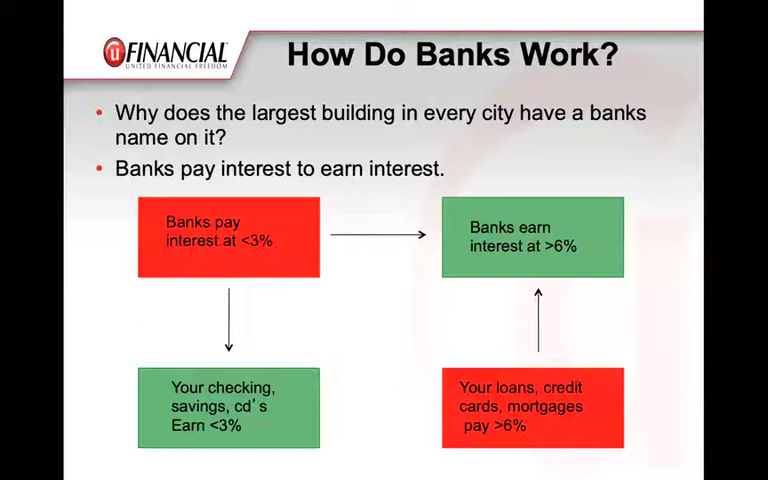 u FINANCIAL
UNITED FINANCIAL FREEDOM
How Do Banks Work?
• Why does the largest building in every city have a banks
name on it?
• Banks pay interest to earn interest.
Banks pay
interest at <3%
Banks earn
interest at >6%
Your checking,
savings, cd's
Earn <3%
Your loans, credit
cards, mortgages
pay >6%